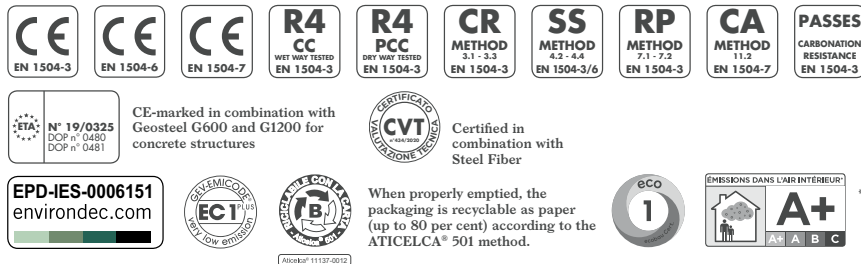 CE
EN 1504-3
CE
EN 1504-6
CE
EN 1504-7
R4
CC
WET WAY TESTED
EN 1504-3
R4
PCC
DRY WAY TESTED
EN 1504-3
CR
METHOD
3.1 - 3.3
EN 1504-3
SS
METHOD
4.2 - 4.4
EN 1504-3/6
RP
METHOD
7.1 - 7.2
EN 1504-3
CA
METHOD
11.2
EN 1504-7
PASSES
CARBONATION
RESISTANCE
EN 1504-3
ETA
N° 19/0325
DOP n° 0480
DOP n° 0481
CE-marked in combination with
Geosteel G600 and G1200 for
concrete structures
CERTIFICATO
CVT
n°434/2020
VALUTAZIONE TECNICA
Certified in
combination with
Steel Fiber
EPD-IES-0006151
environdec.com
GEV-EMICODE
EC 1 PLUS
very low emission
RICICLABILE CON LA CARTA
B
Aticelca® 501
Aticelca® 11137-0012
When properly emptied, the
packaging is recyclable as paper
(up to 80 per cent) according to the
ATICELCA® 501 method.
eco
1
ÉMISSIONS DANS L'AIR INTÉRIEUR*
A+
A+ A B C